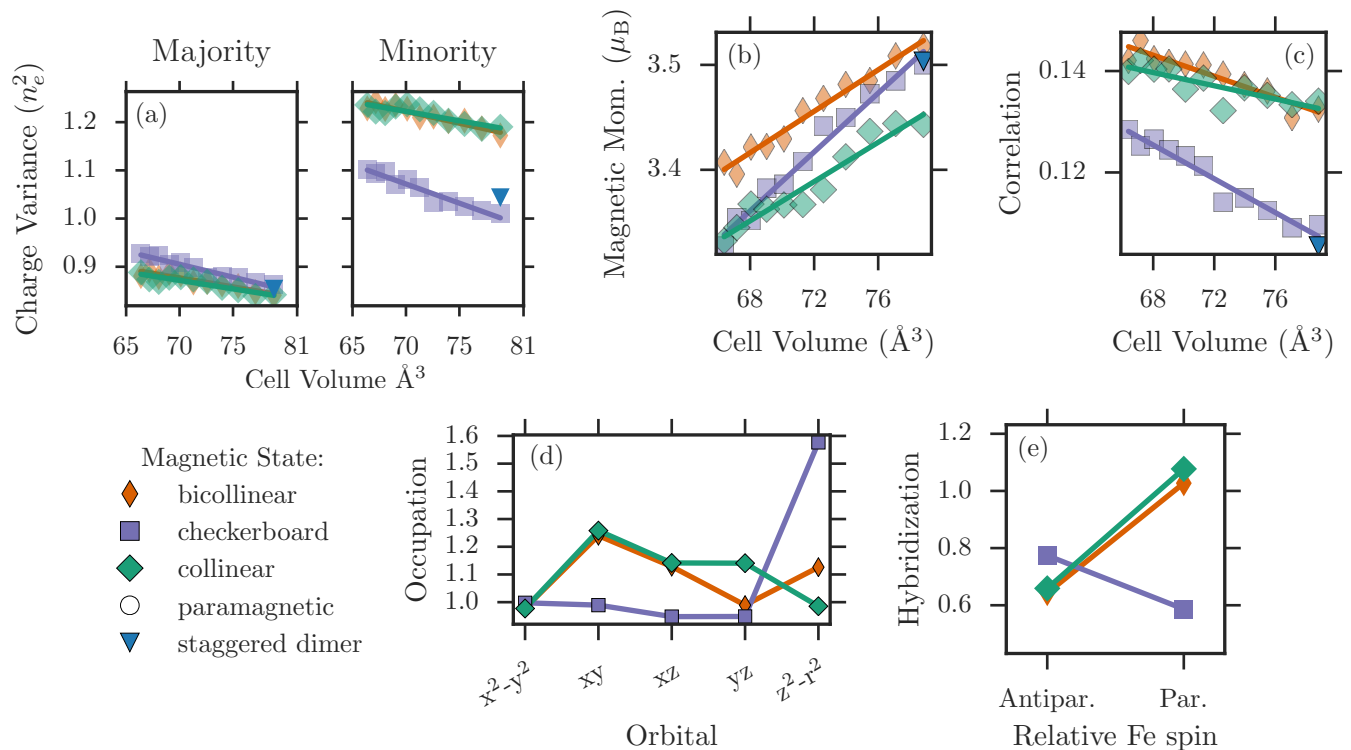 Majority
Minority
Charge Variance (n_e^2)
(a)
1.2
1.1
1.0
0.9
65 70 75 81
65 70 75 81
Cell Volume Å^3
Magnetic Mom. (μ_B)
(b)
3.5
3.4
68 72 76
Cell Volume (Å^3)
Correlation
(c)
0.14
0.12
68 72 76
Cell Volume (Å^3)
Magnetic State:
bicollinear
checkerboard
collinear
paramagnetic
staggered dimer
Occupation
(d)
1.6
1.5
1.4
1.3
1.2
1.1
1.0
x^2-y^2 xy xz yz z^2-r^2
Orbital
Hybridization
(e)
1.2
1.0
0.8
0.6
Antipar. Par.
Relative Fe spin